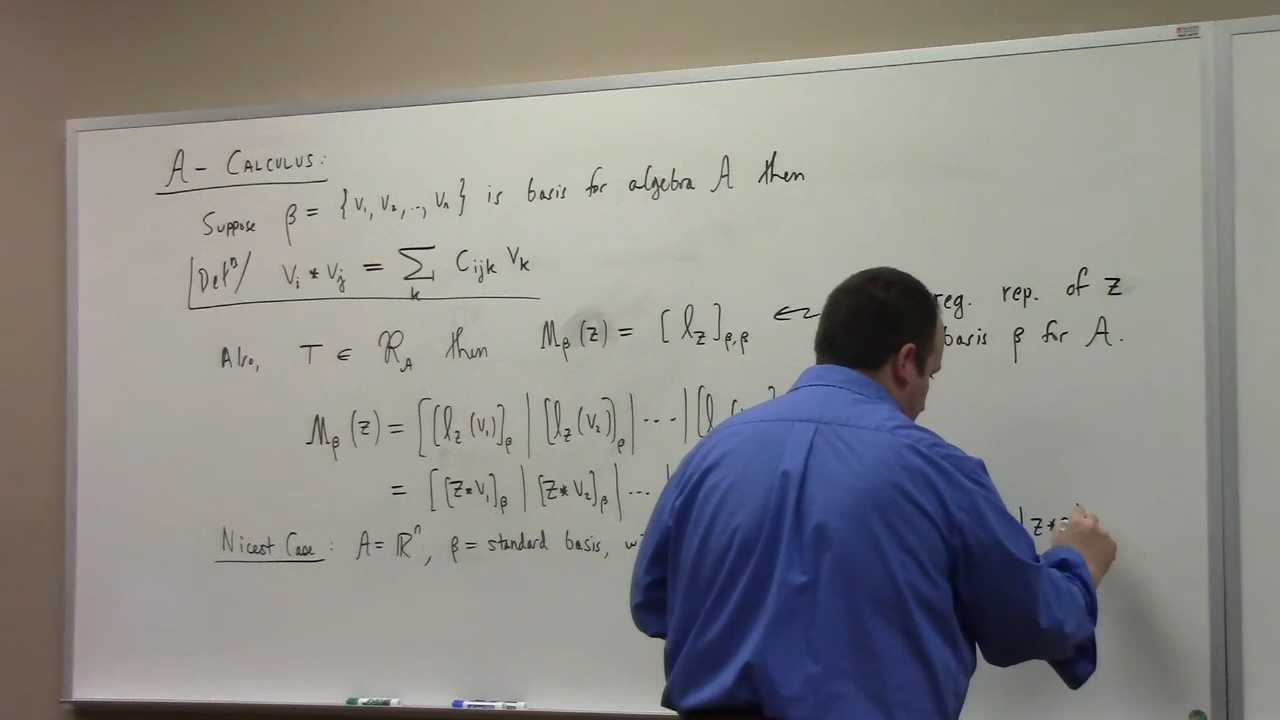 A - CALCULUS:
Suppose β = {v₁, v₂, .., vₙ} is basis for algebra A then
Defⁿ/ vᵢ * vⱼ = ∑ₖ Cᵢⱼₖ vₖ
Also, T ∈ ℛ_A then M_β(z) = [l_z]_β,β ↩ reg. rep. of z
basis β for A.
M_β(z) = [[l_z(v₁)]_β | [l_z(v₂)]_β | ⋯ | [l
= [[z*v₁]_β | [z*v₂]_β | ⋯
Nicest Case: A = ℝⁿ, β = standard basis,
| z*